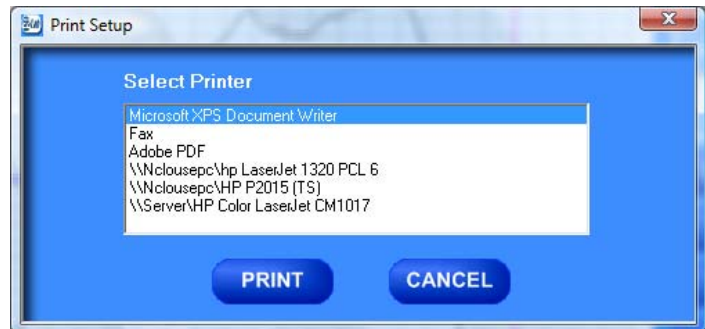 Print Setup
Select Printer
Microsoft XPS Document Writer
Fax
Adobe PDF
\\Nclousepc\hp LaserJet 1320 PCL 6
\\Nclousepc\HP P2015 (TS)
\\Server\HP Color LaserJet CM1017
PRINT CANCEL